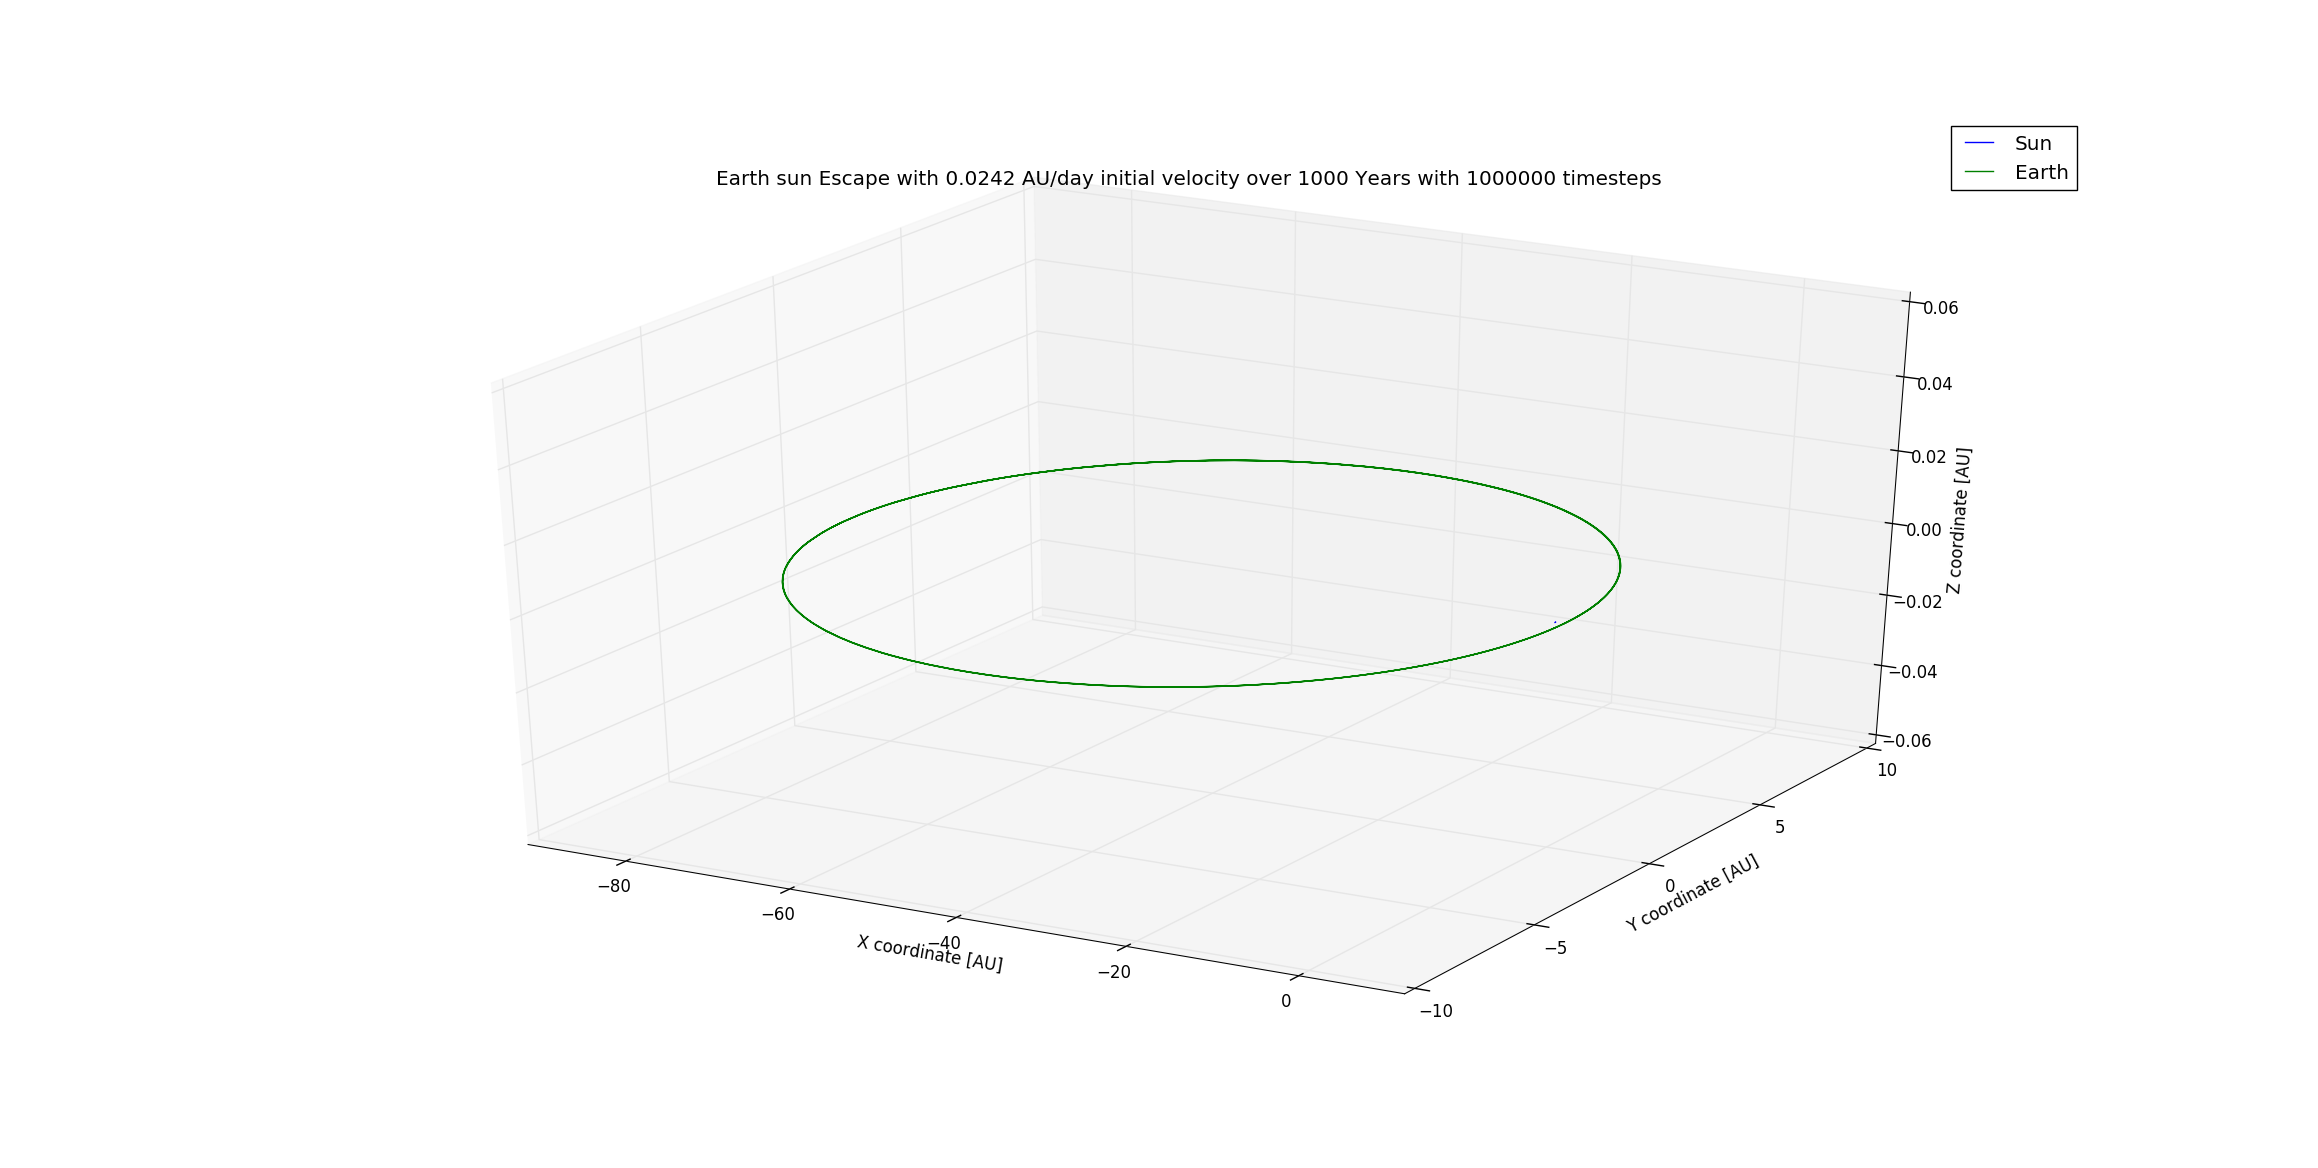 Earth sun Escape with 0.0242 AU/day initial velocity over 1000 Years with 1000000 timesteps
Sun
Earth
0.06
0.04
0.02
0.00
−0.02
−0.04
−0.06
Z coordinate [AU]
10
5
0
−5
−10
Y coordinate [AU]
−80
−60
−40
−20
0
X coordinate [AU]